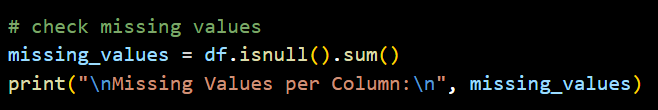 # check missing values
missing_values = df.isnull().sum()
print("\nMissing Values per Column:\n", missing_values)